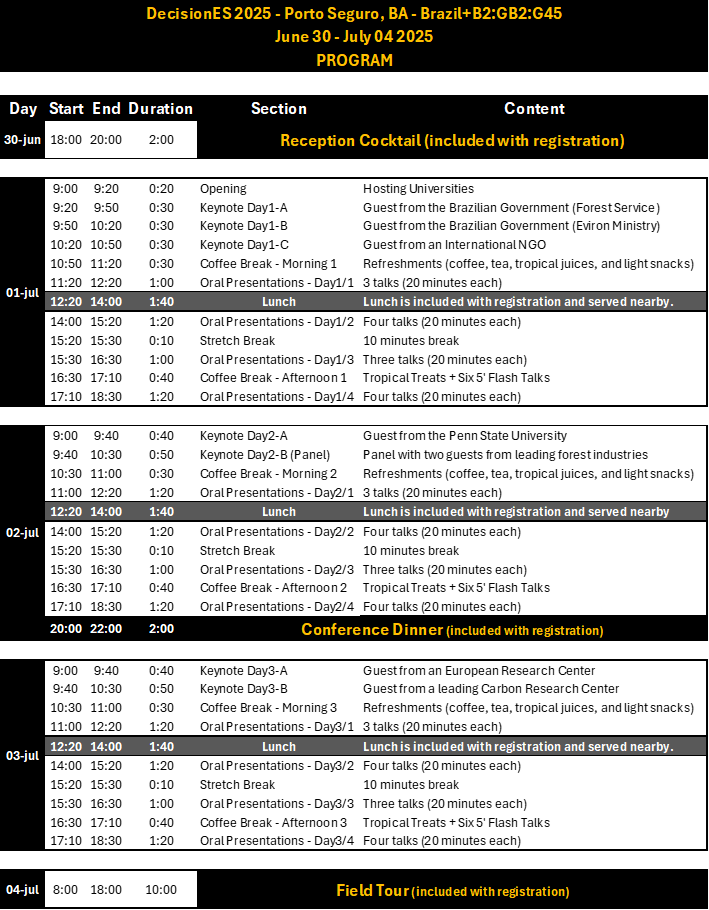 DecisionES 2025 - Porto Seguro, BA - Brazil+B2:GB2:G45
June 30 - July 04 2025
PROGRAM
Day Start End Duration Section Content
30-jun 18:00 20:00 2:00 Reception Cocktail (included with registration)
9:00 9:20 0:20 Opening Hosting Universities
9:20 9:50 0:30 Keynote Day1-A Guest from the Brazilian Government (Forest Service)
9:50 10:20 0:30 Keynote Day1-B Guest from the Brazilian Government (Eviron Ministry)
10:20 10:50 0:30 Keynote Day1-C Guest from an International NGO
10:50 11:20 0:30 Coffee Break - Morning 1 Refreshments (coffee, tea, tropical juices, and light snacks)
11:20 12:20 1:00 Oral Presentations - Day1/1 3 talks (20 minutes each)
01-jul 12:20 14:00 1:40 Lunch Lunch is included with registration and served nearby.
14:00 15:20 1:20 Oral Presentations - Day1/2 Four talks (20 minutes each)
15:20 15:30 0:10 Stretch Break 10 minutes break
15:30 16:30 1:00 Oral Presentations - Day1/3 Three talks (20 minutes each)
16:30 17:10 0:40 Coffee Break - Afternoon 1 Tropical Treats + Six 5' Flash Talks
17:10 18:30 1:20 Oral Presentations - Day1/4 Four talks (20 minutes each)
9:00 9:40 0:40 Keynote Day2-A Guest from the Penn State University
9:40 10:30 0:50 Keynote Day2-B (Panel) Panel with two guests from leading forest industries
10:30 11:00 0:30 Coffee Break - Morning 2 Refreshments (coffee, tea, tropical juices, and light snacks)
11:00 12:20 1:20 Oral Presentations - Day2/1 3 talks (20 minutes each)
12:20 14:00 1:40 Lunch Lunch is included with registration and served nearby
02-jul 14:00 15:20 1:20 Oral Presentations - Day2/2 Four talks (20 minutes each)
15:20 15:30 0:10 Stretch Break 10 minutes break
15:30 16:30 1:00 Oral Presentations - Day2/3 Three talks (20 minutes each)
16:30 17:10 0:40 Coffee Break - Afternoon 2 Tropical Treats + Six 5' Flash Talks
17:10 18:30 1:20 Oral Presentations - Day2/4 Four talks (20 minutes each)
20:00 22:00 2:00 Conference Dinner (included with registration)
9:00 9:40 0:40 Keynote Day3-A Guest from an European Research Center
9:40 10:30 0:50 Keynote Day3-B Guest from a leading Carbon Research Center
10:30 11:00 0:30 Coffee Break - Morning 3 Refreshments (coffee, tea, tropical juices, and light snacks)
11:00 12:20 1:20 Oral Presentations - Day3/1 3 talks (20 minutes each)
03-jul 12:20 14:00 1:40 Lunch Lunch is included with registration and served nearby.
14:00 15:20 1:20 Oral Presentations - Day3/2 Four talks (20 minutes each)
15:20 15:30 0:10 Stretch Break 10 minutes break
15:30 16:30 1:00 Oral Presentations - Day3/3 Three talks (20 minutes each)
16:30 17:10 0:40 Coffee Break - Afternoon 3 Tropical Treats + Six 5' Flash Talks
17:10 18:30 1:20 Oral Presentations - Day3/4 Four talks (20 minutes each)
04-jul 8:00 18:00 10:00 Field Tour (included with registration)